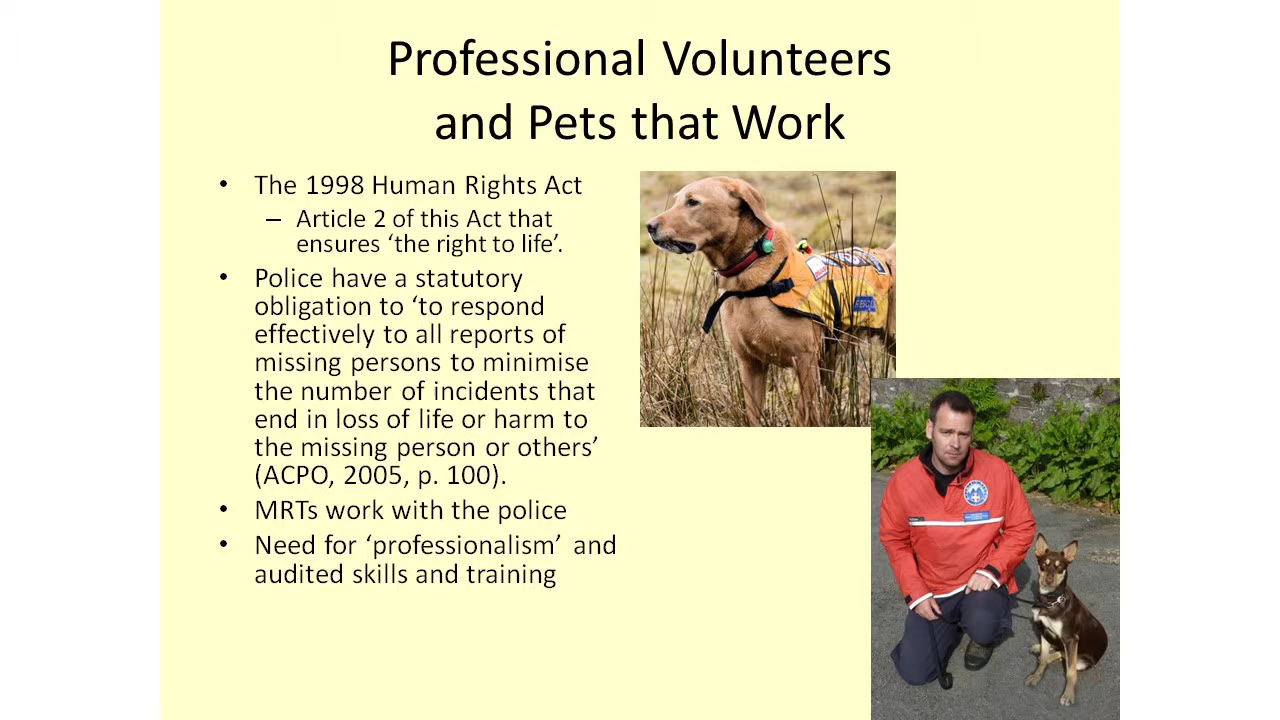 Professional Volunteers
and Pets that Work
• The 1998 Human Rights Act
– Article 2 of this Act that
ensures ‘the right to life’.
• Police have a statutory
obligation to ‘to respond
effectively to all reports of
missing persons to minimise
the number of incidents that
end in loss of life or harm to
the missing person or others’
(ACPO, 2005, p. 100).
• MRTs work with the police
• Need for ‘professionalism’ and
audited skills and training